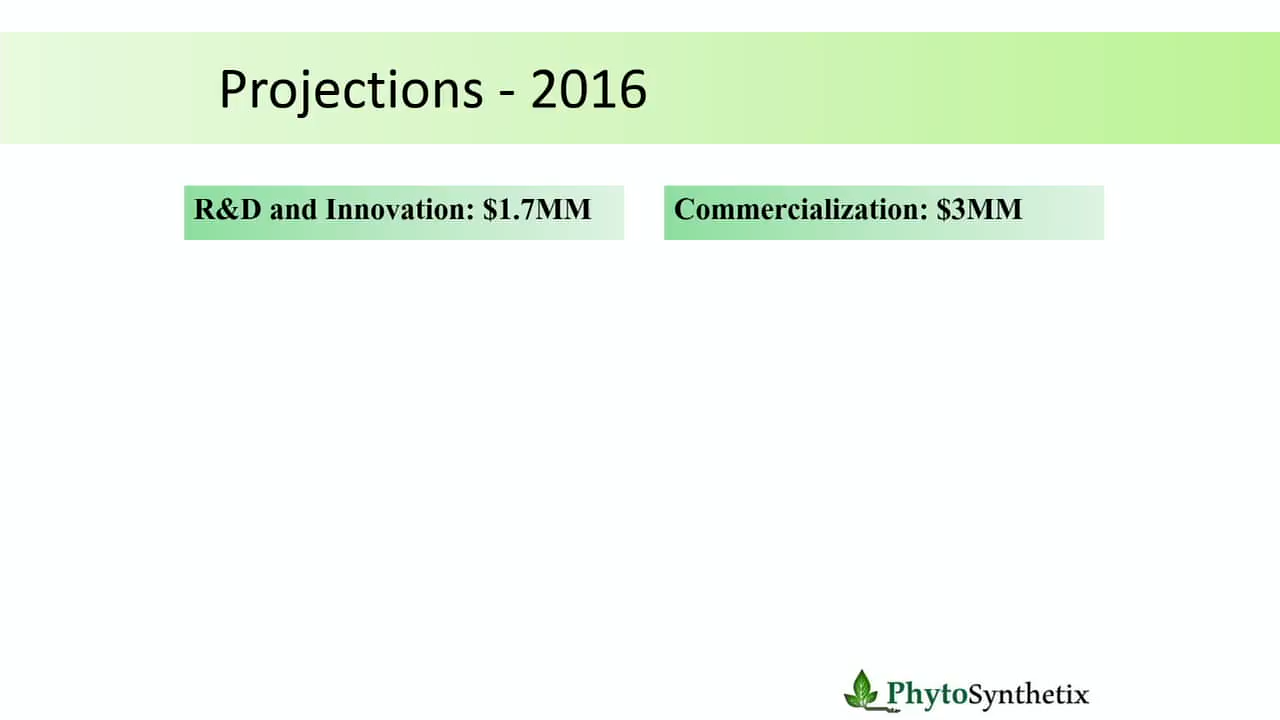 Projections - 2016
R&D and Innovation: $1.7MM
Commercialization: $3MM
PhytoSynthetix